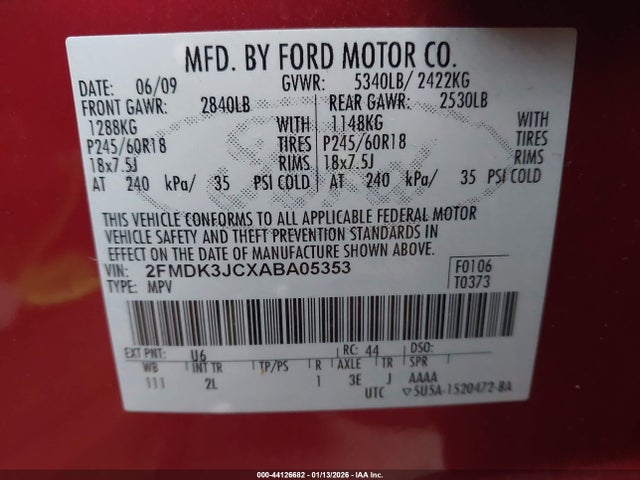 MFD. BY FORD MOTOR CO.
DATE: 06/09 GVWR: 5340LB/ 2422KG
FRONT GAWR: 2840LB REAR GAWR: 2530LB
1288KG WITH 1148KG WITH
P245/60R18 TIRES P245/60R18 TIRES
18x7.5J RIMS 18x7.5J RIMS
AT 240 kPa/ 35 PSI COLD AT 240 kPa/ 35 PSI COLD
THIS VEHICLE CONFORMS TO ALL APPLICABLE FEDERAL MOTOR
VEHICLE SAFETY AND THEFT PREVENTION STANDARDS IN
EFFECT ON THE DATE OF MANUFACTURE SHOWN ABOVE.
VIN: 2FMDK3JCXABA05353 F0106
TYPE: MPV T0373
EXT PNT: U6 RC: 44 DSO:
WB INT TR TP/PS R AXLE TR SPR
111 2L 1 3E J AAAA
UTC ▽5U5A-1520472-BA
000-44126682 - 01/13/2026 - IAA Inc.